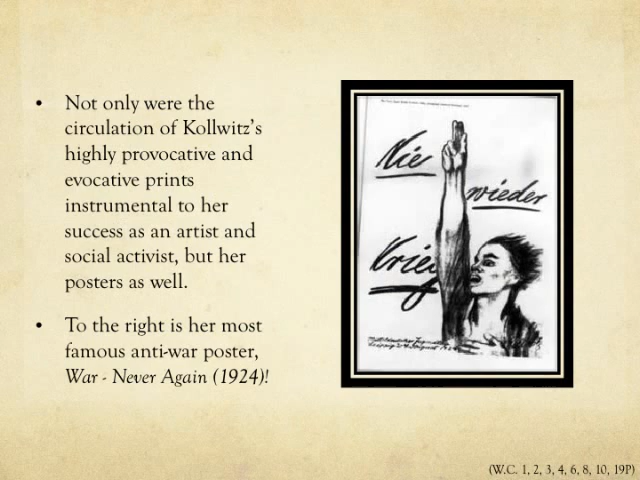 • Not only were the
circulation of Kollwitz's
highly provocative and
evocative prints
instrumental to her
success as an artist and
social activist, but her
posters as well.
• To the right is her most
famous anti-war poster,
War - Never Again (1924)!
Nie
wieder
Krieg
(W.C. 1, 2, 3, 4, 6, 8, 10, 19P)